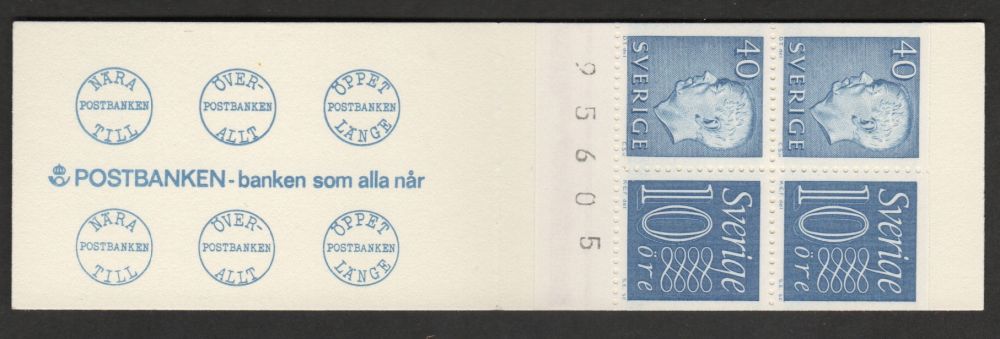 NÄRA
POSTBANKEN
TILL
ÖVER-
POSTBANKEN
ALLT
ÖPPET
POSTBANKEN
LÄNGE
POSTBANKEN - banken som alla når
NÄRA
POSTBANKEN
TILL
ÖVER-
POSTBANKEN
ALLT
ÖPPET
POSTBANKEN
LÄNGE
95605
40
SVERIGE
40
SVERIGE
Sverige
10
öre
Sverige
10
öre